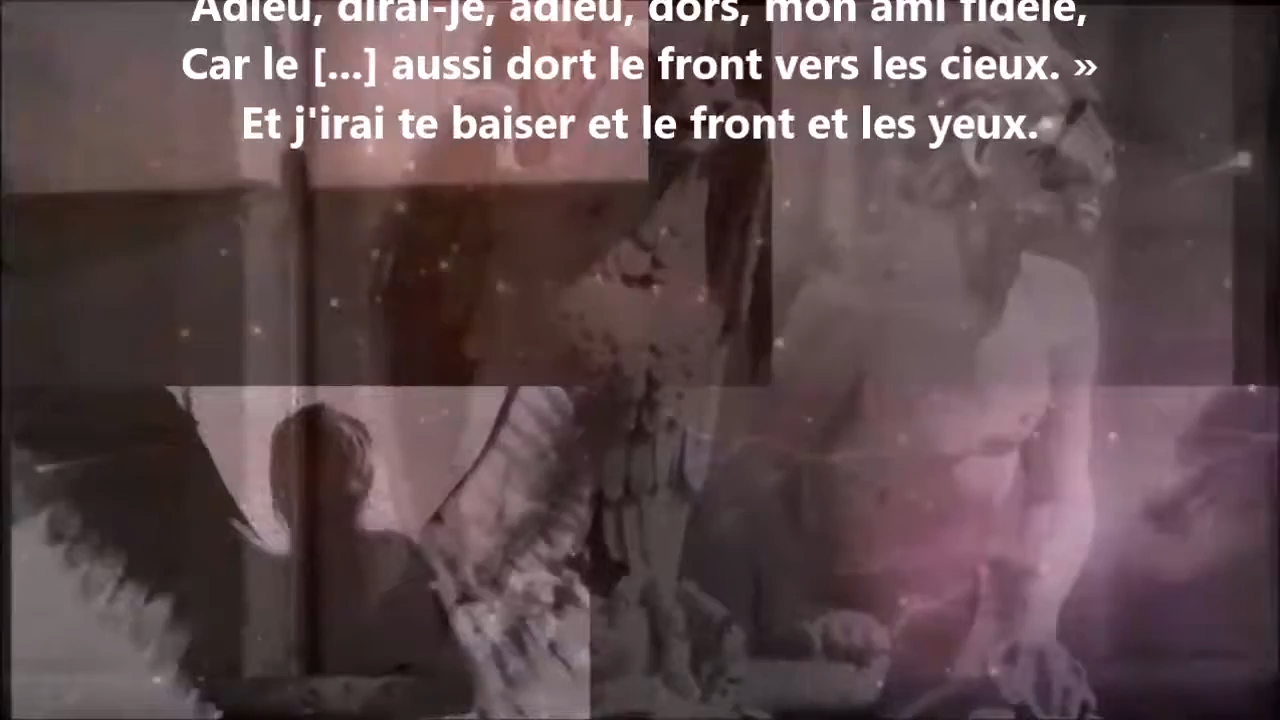 Adieu, dirai-je, adieu, dors, mon ami fidèle,
Car le [...] aussi dort le front vers les cieux. »
Et j'irai te baiser et le front et les yeux.